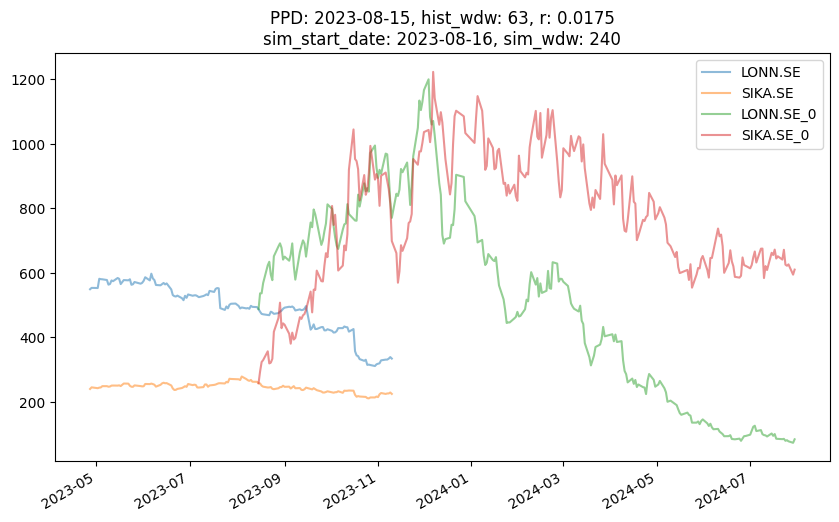 PPD: 2023-08-15, hist_wdw: 63, r: 0.0175
sim_start_date: 2023-08-16, sim_wdw: 240
1200
1000
800
600
400
200
LONN.SE
SIKA.SE
LONN.SE_0
SIKA.SE_0
2023-05
2023-07
2023-09
2023-11
2024-01
2024-03
2024-05
2024-07